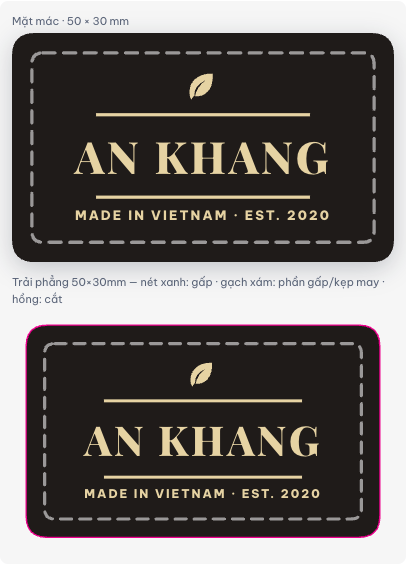 Mặt mác · 50 × 30 mm
AN KHANG
MADE IN VIETNAM · EST. 2020
Trải phẳng 50×30mm — nét xanh: gấp · gạch xám: phần gấp/kẹp may ·
hồng: cắt
AN KHANG
MADE IN VIETNAM · EST. 2020